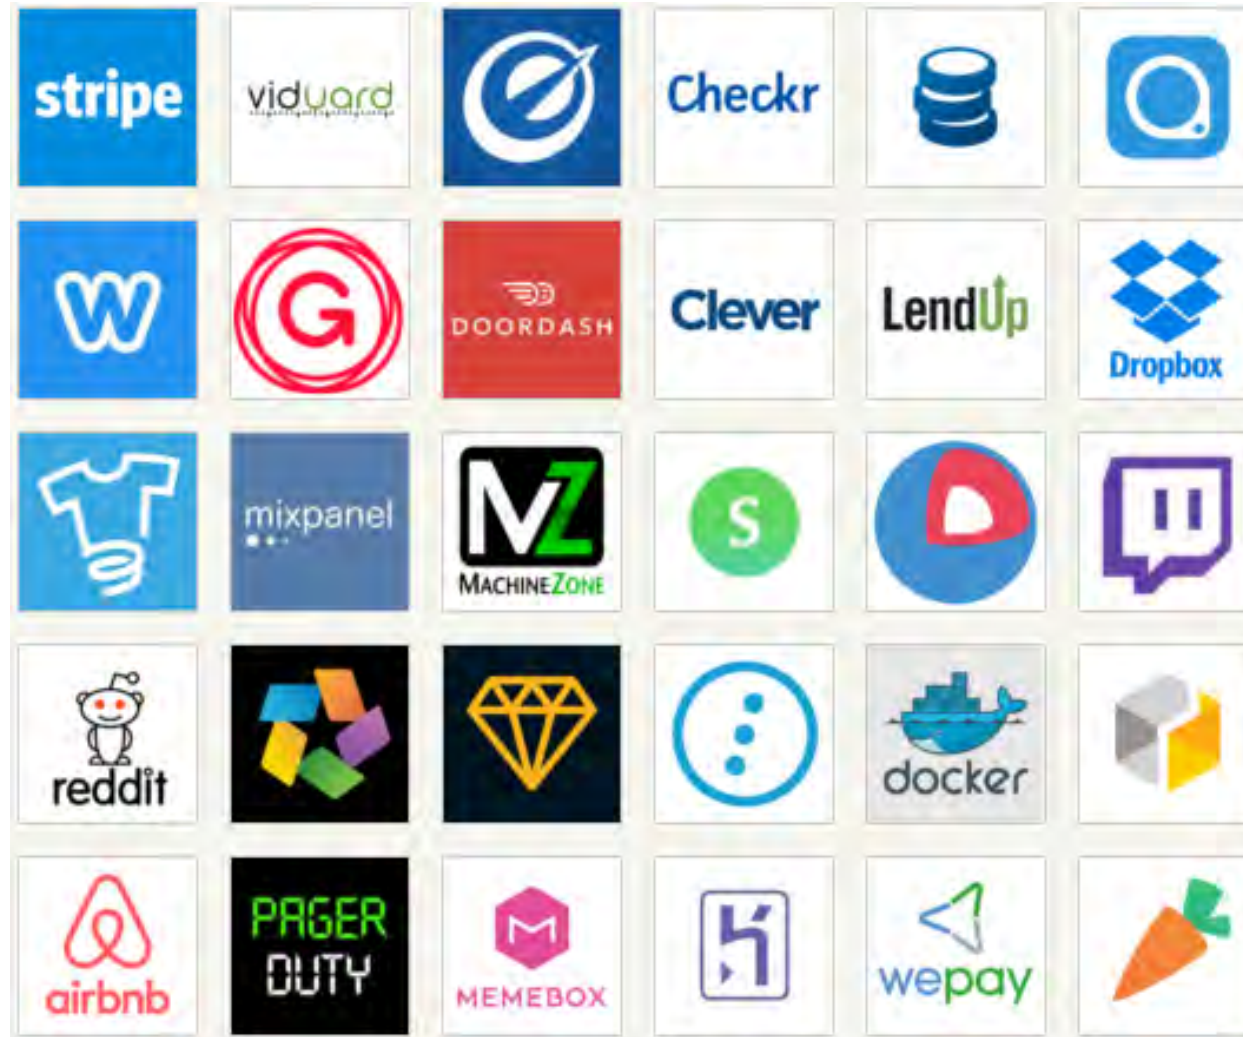 stripe
vidyard
Checkr
W
G
DOORDASH
Clever
LendUp
Dropbox
mixpanel
MZ
MACHINEZONE
S
reddit
docker
airbnb
PAGER
DUTY
M
MEMEBOX
wepay